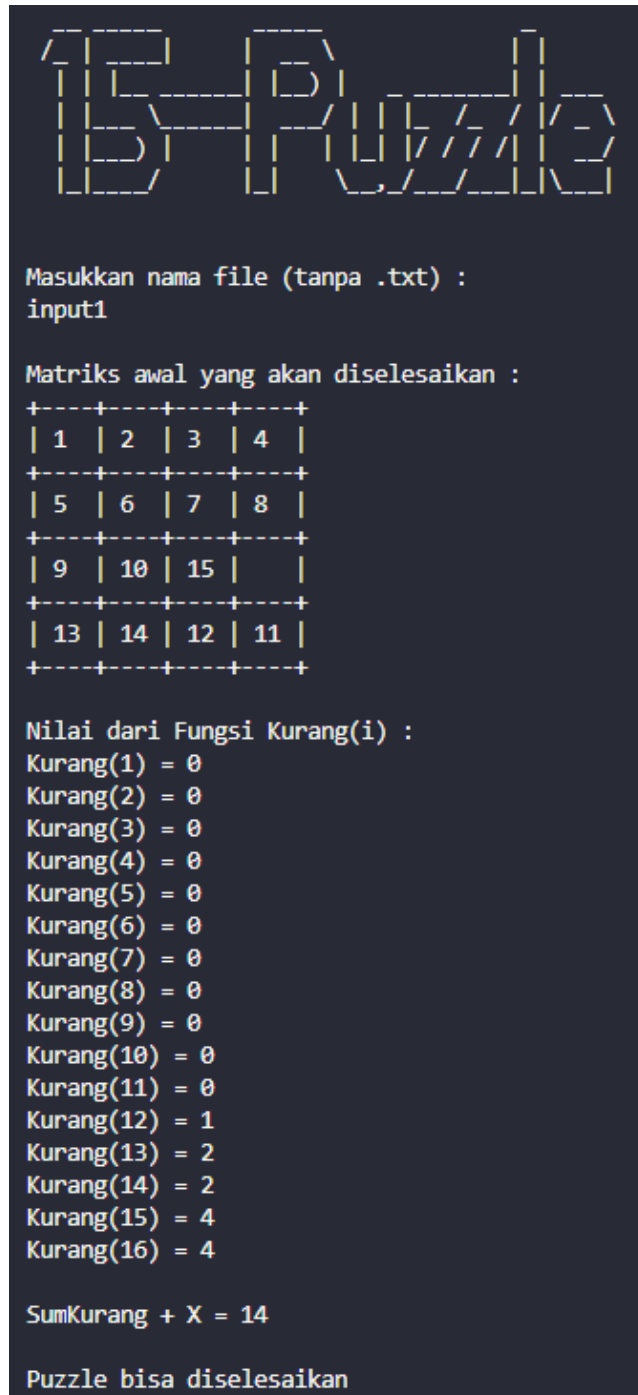 15-Puzzle
Masukkan nama file (tanpa .txt) :
input1
Matriks awal yang akan diselesaikan :
+----+----+----+----+
| 1  | 2  | 3  | 4  |
+----+----+----+----+
| 5  | 6  | 7  | 8  |
+----+----+----+----+
| 9  | 10 | 15 |    |
+----+----+----+----+
| 13 | 14 | 12 | 11 |
+----+----+----+----+
Nilai dari Fungsi Kurang(i) :
Kurang(1) = 0
Kurang(2) = 0
Kurang(3) = 0
Kurang(4) = 0
Kurang(5) = 0
Kurang(6) = 0
Kurang(7) = 0
Kurang(8) = 0
Kurang(9) = 0
Kurang(10) = 0
Kurang(11) = 0
Kurang(12) = 1
Kurang(13) = 2
Kurang(14) = 2
Kurang(15) = 4
Kurang(16) = 4
SumKurang + X = 14
Puzzle bisa diselesaikan